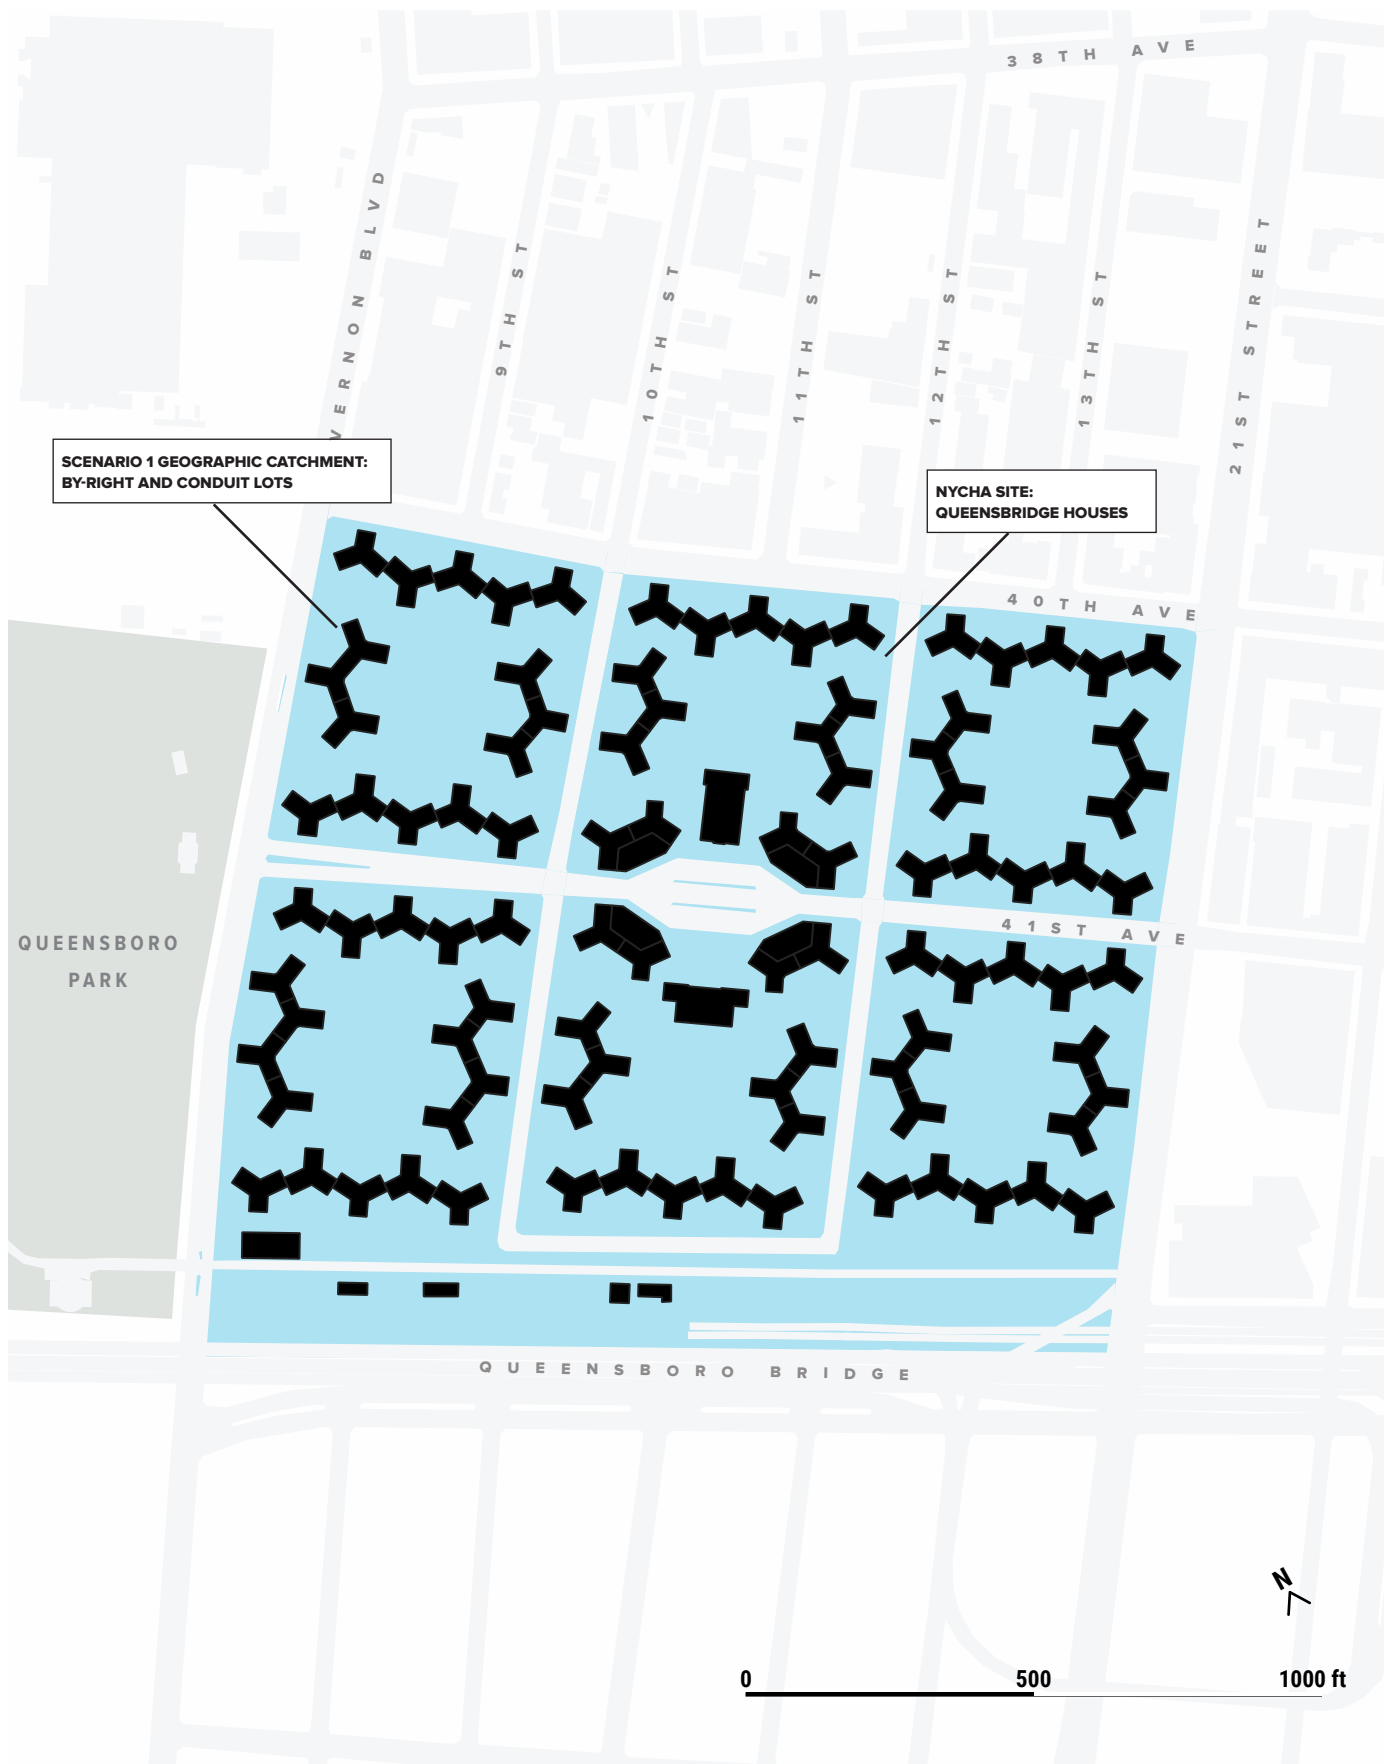 38TH AVE
VERNON BLVD
9TH ST
10TH ST
11TH ST
12TH ST
13TH ST
21ST STREET
SCENARIO 1 GEOGRAPHIC CATCHMENT:
BY-RIGHT AND CONDUIT LOTS
NYCHA SITE:
QUEENSBRIDGE HOUSES
40TH AVE
41ST AVE
QUEENSBORO
PARK
QUEENSBORO BRIDGE
N
0 500 1000 ft